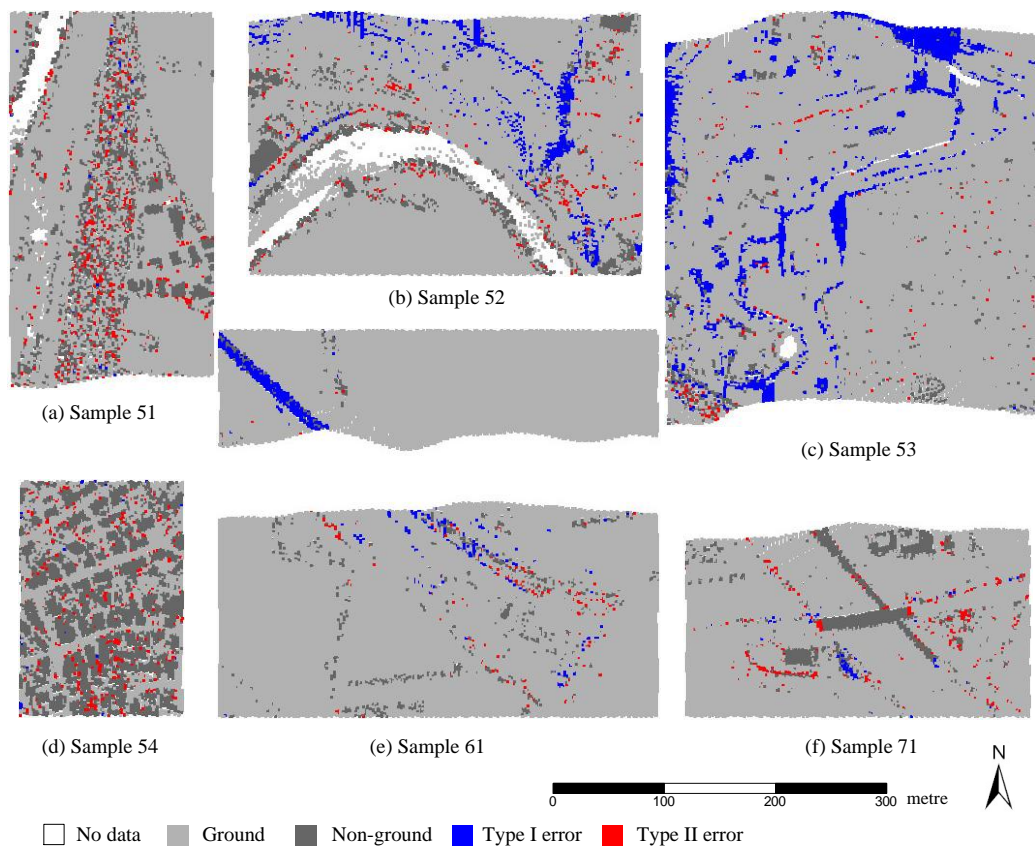 (a) Sample 51
(b) Sample 52
(c) Sample 53
(d) Sample 54
(e) Sample 61
(f) Sample 71
N
metre
0 100 200 300
No data Ground Non-ground Type I error Type II error